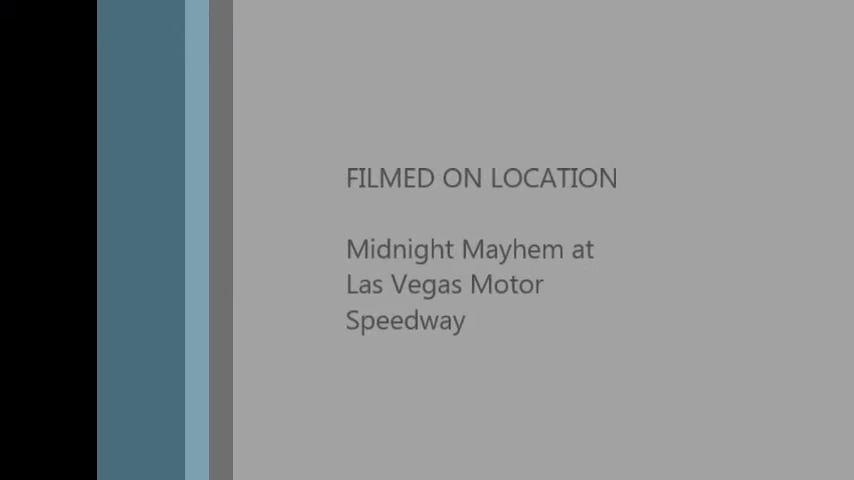 FILMED ON LOCATION
Midnight Mayhem at
Las Vegas Motor
Speedway